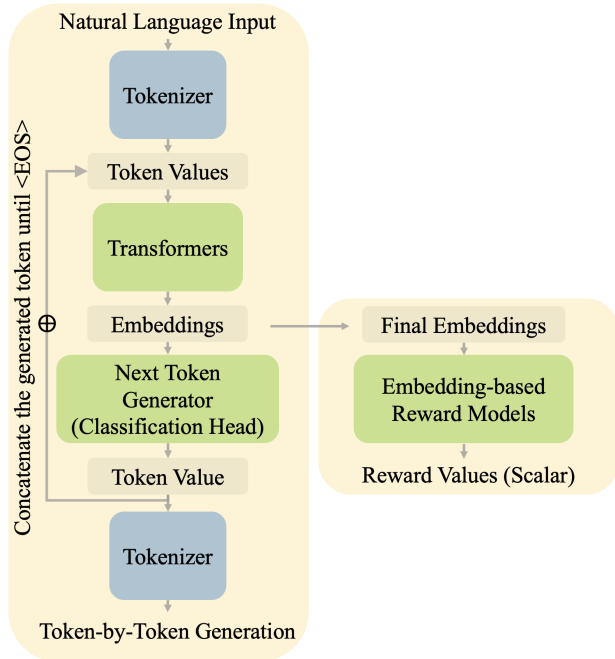 Natural Language Input
Tokenizer
Token Values
Transformers
Embeddings
Next Token
Generator
(Classification Head)
Token Value
Tokenizer
Token-by-Token Generation
Concatenate the generated token until <EOS>
Final Embeddings
Embedding-based
Reward Models
Reward Values (Scalar)